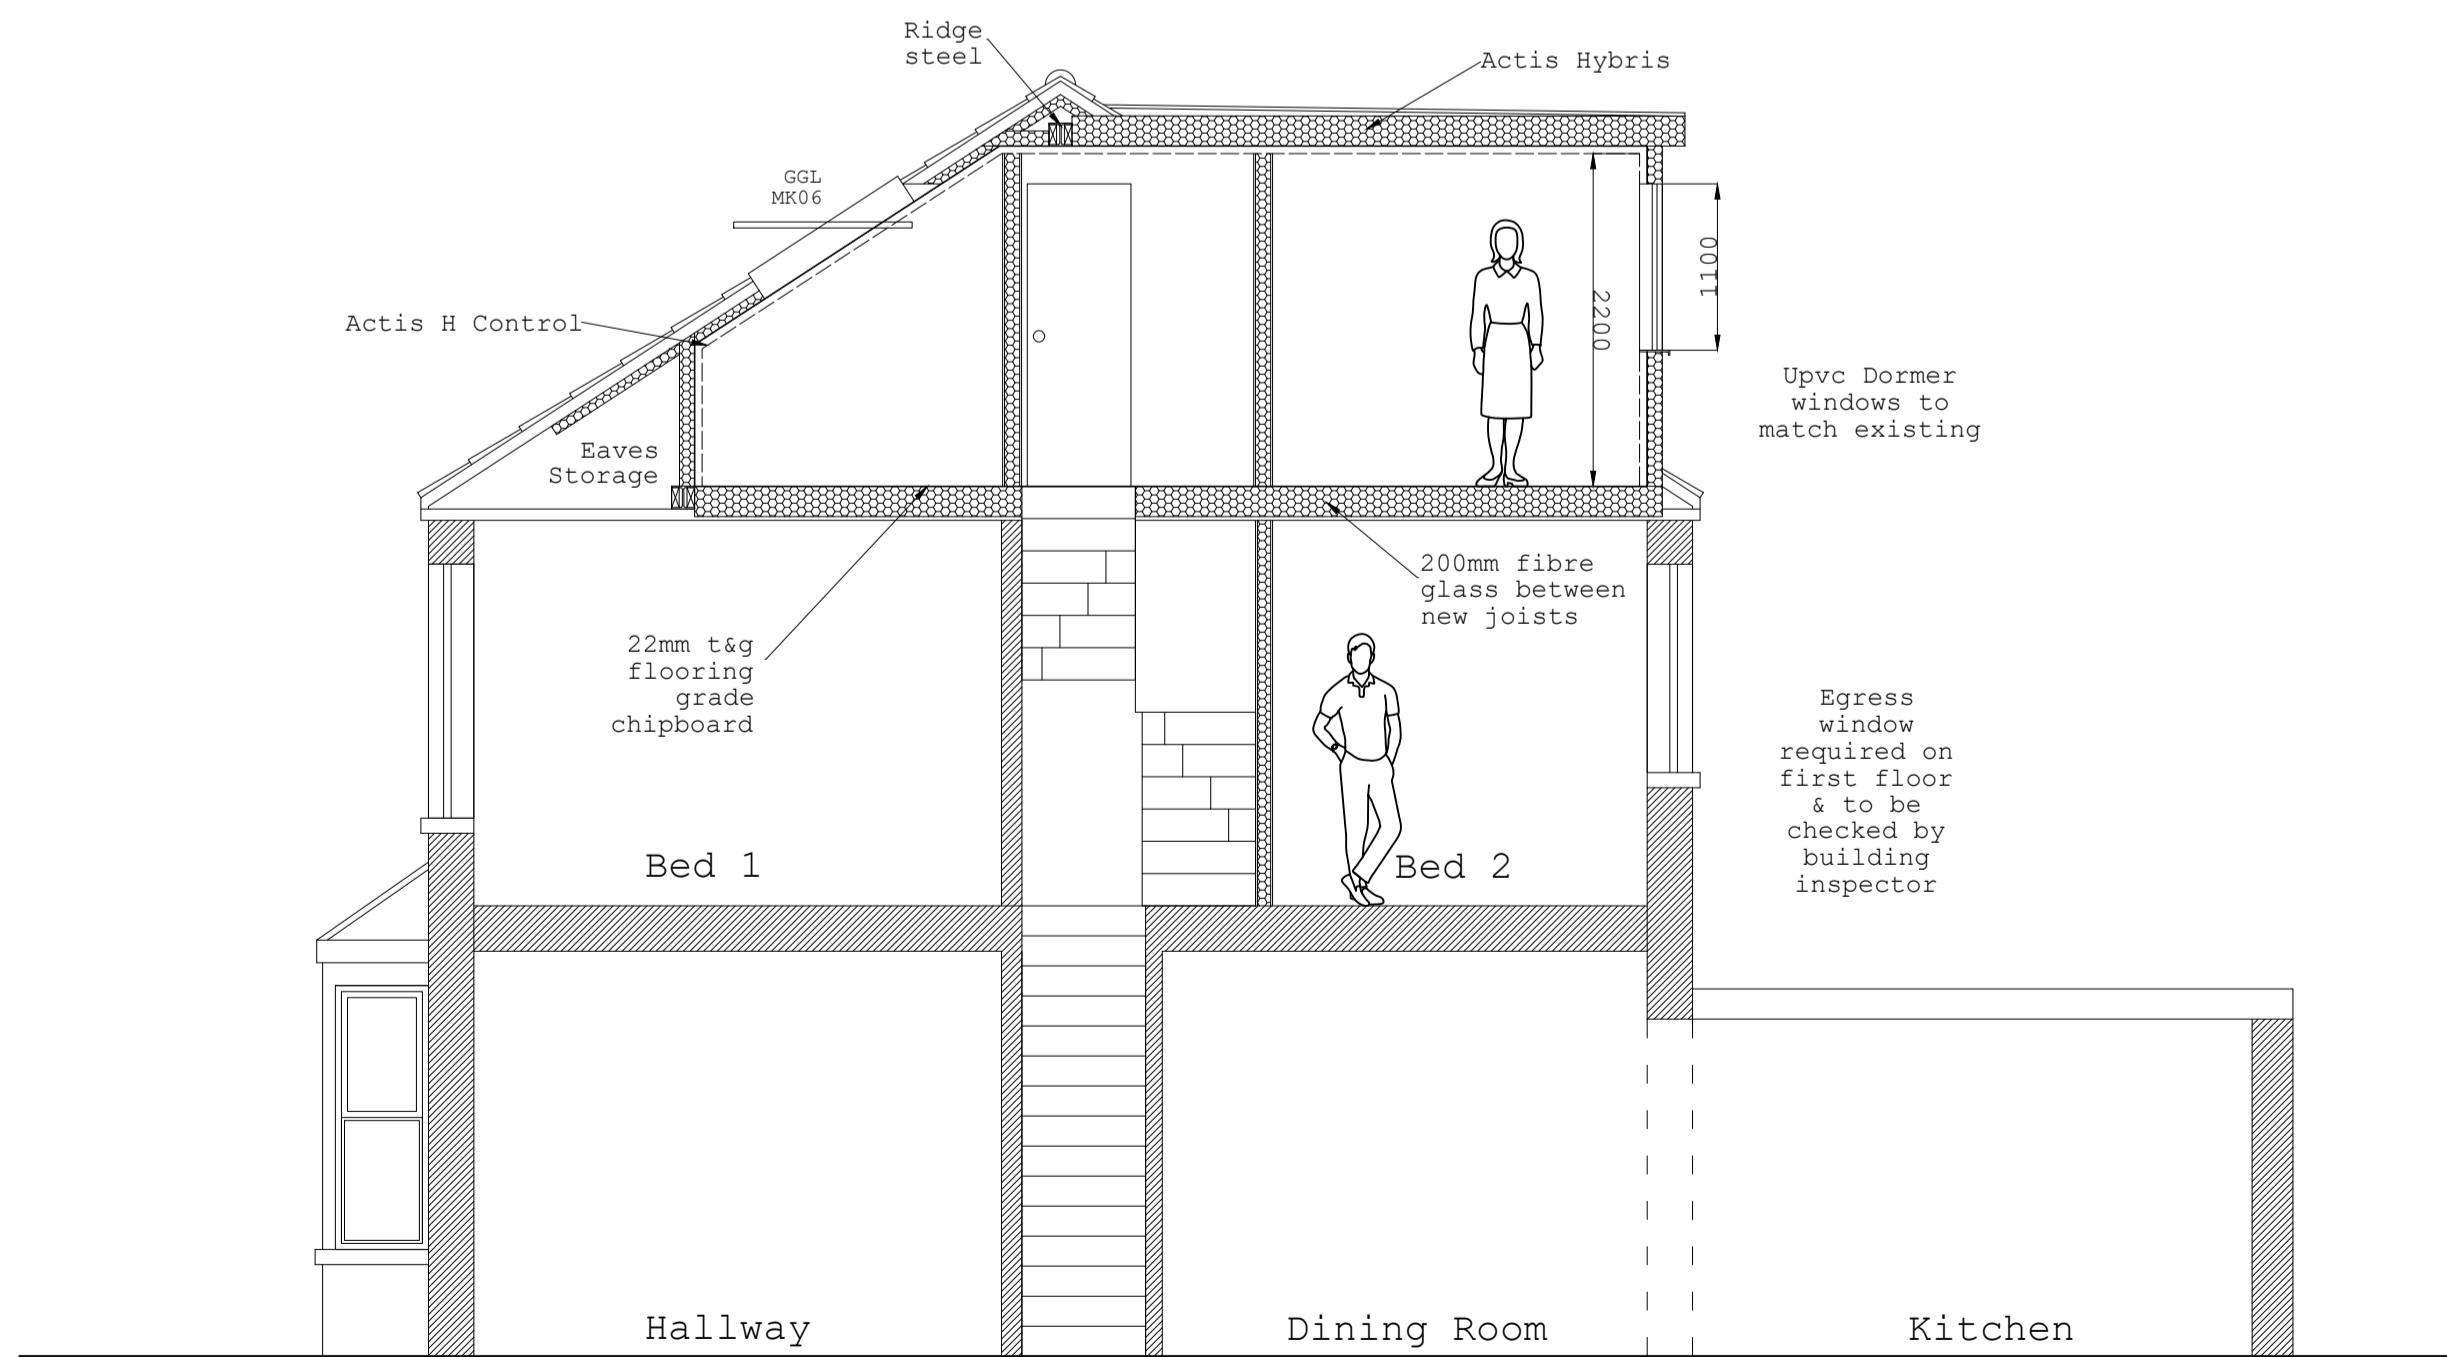 Ridge
steel
Actis Hybris
GGL
MK06
1100
2200
Actis H Control
Upvc Dormer
windows to
match existing
Eaves
Storage
200mm fibre
glass between
new joists
22mm t&g
flooring
grade
chipboard
Egress
window
required on
first floor
& to be
checked by
building
inspector
Bed 1
Bed 2
Hallway
Dining Room
Kitchen